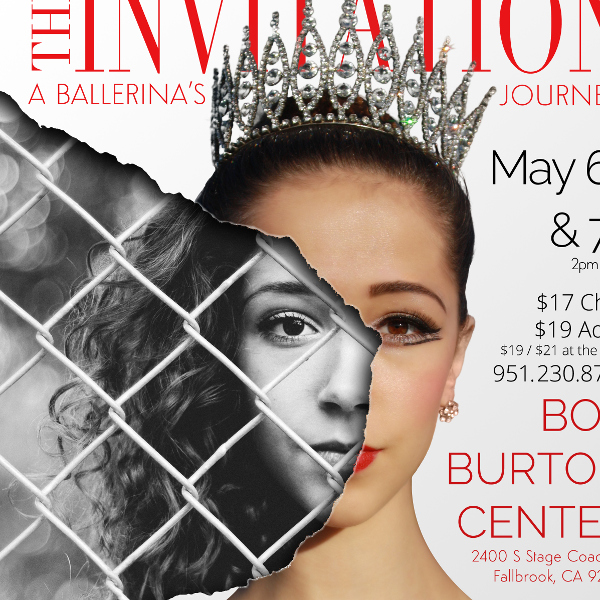 THE INVITATION
A BALLERINA'S JOURNE
May 6
& 7
2pm
$17 Ch
$19 Ad
$19 / $21 at the
951.230.87
BO
BURTO
CENTE
2400 S Stage Coac
Fallbrook, CA 92